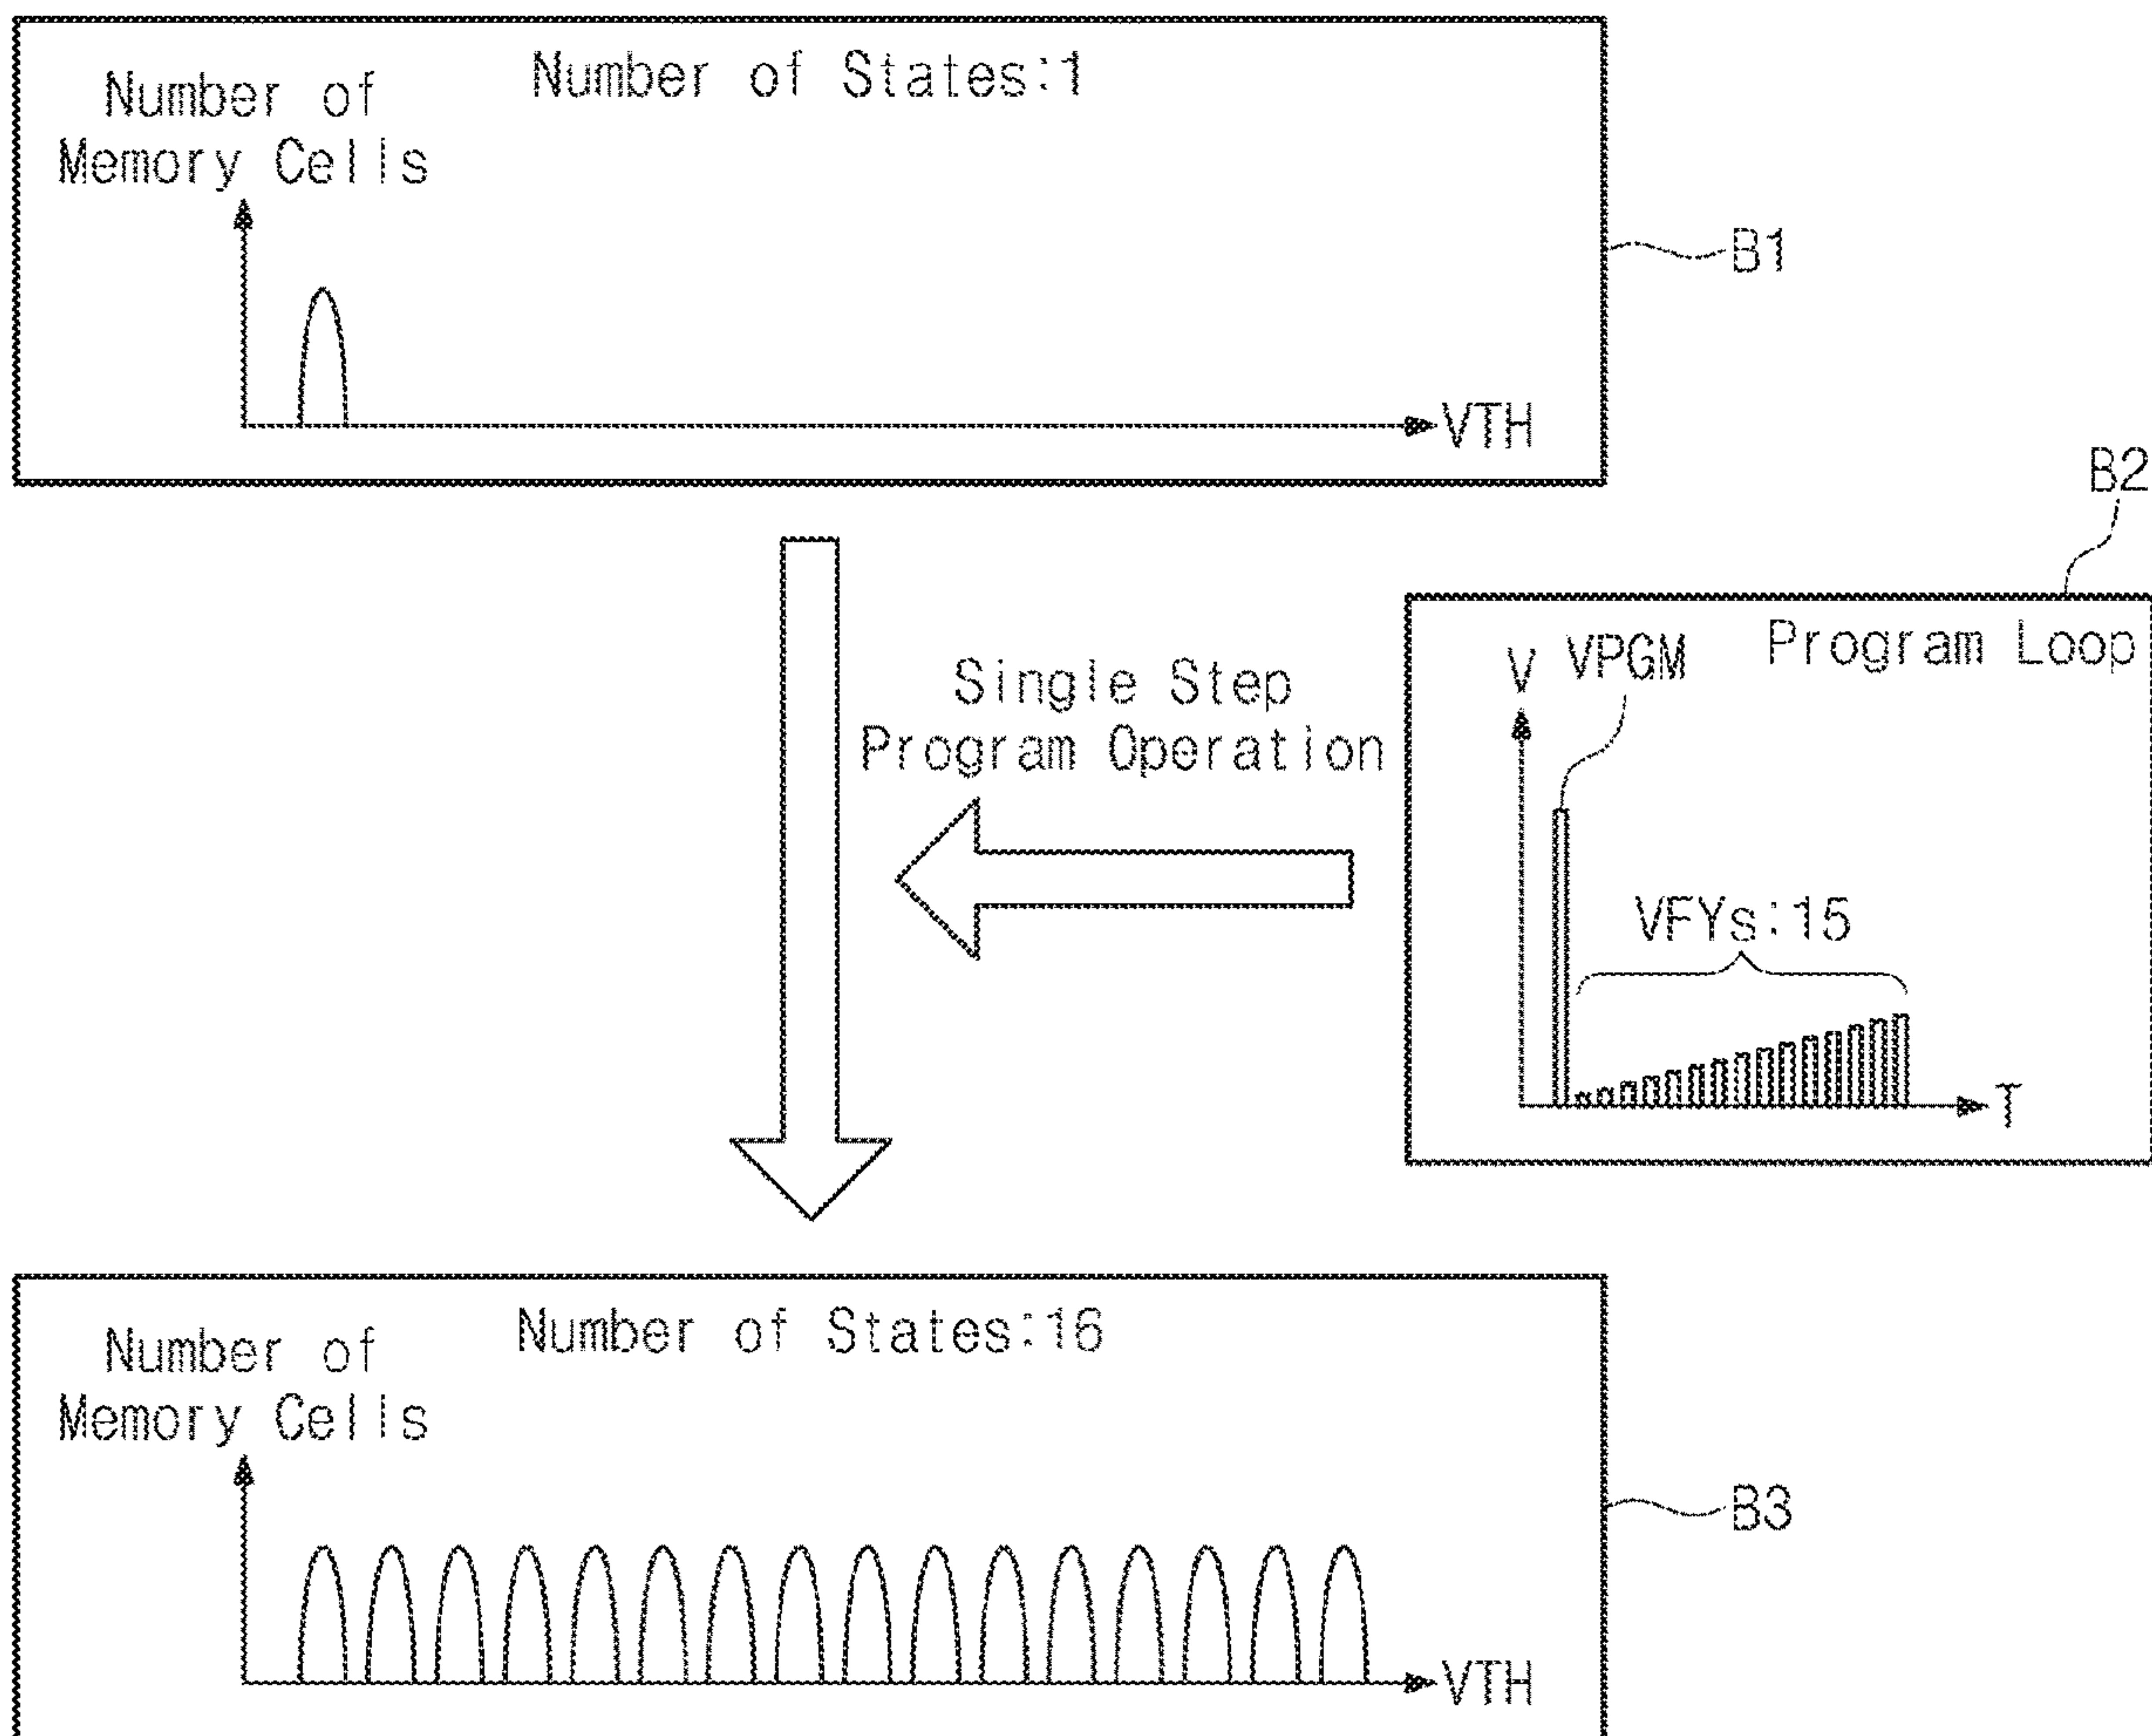 Number of States:1
Number of
Memory Cells
VTH
B1
B2
Program Loop
V
VPGM
VFYs:15
T
Single Step
Program Operation
Number of States:16
Number of
Memory Cells
VTH
B3